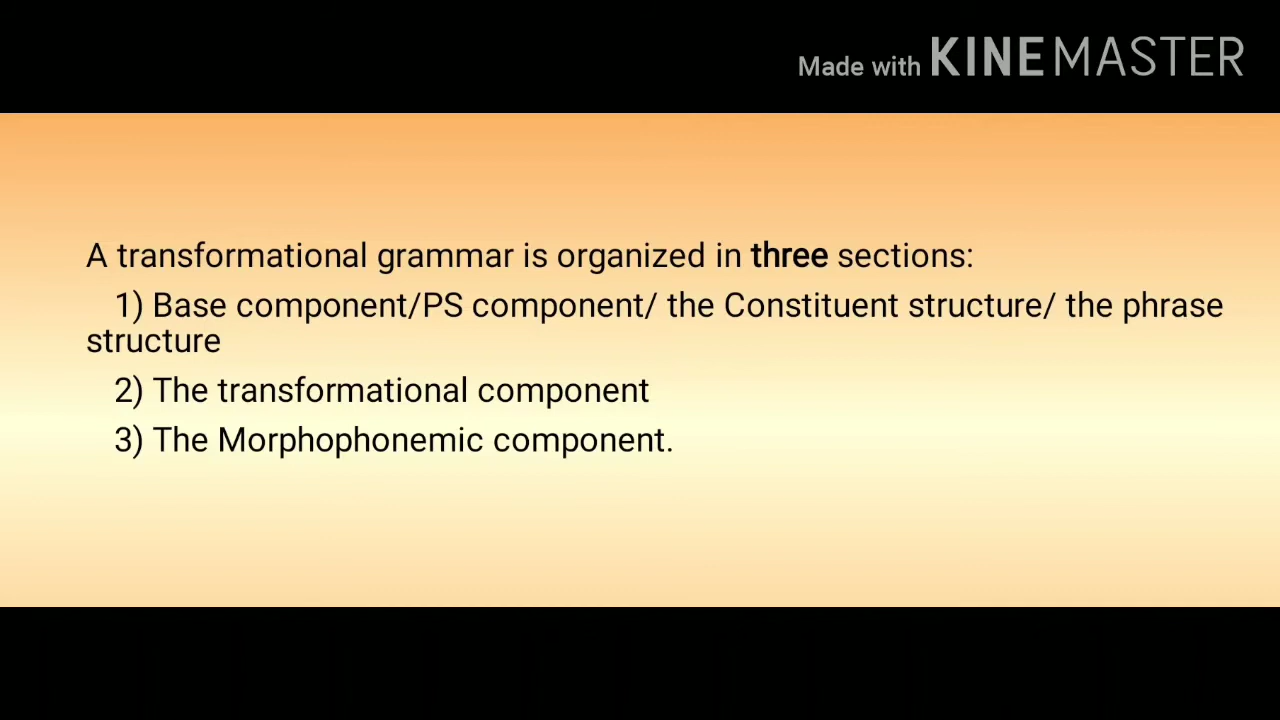 Made with KINEMASTER
A transformational grammar is organized in three sections:
1) Base component/PS component/ the Constituent structure/ the phrase
structure
2) The transformational component
3) The Morphophonemic component.